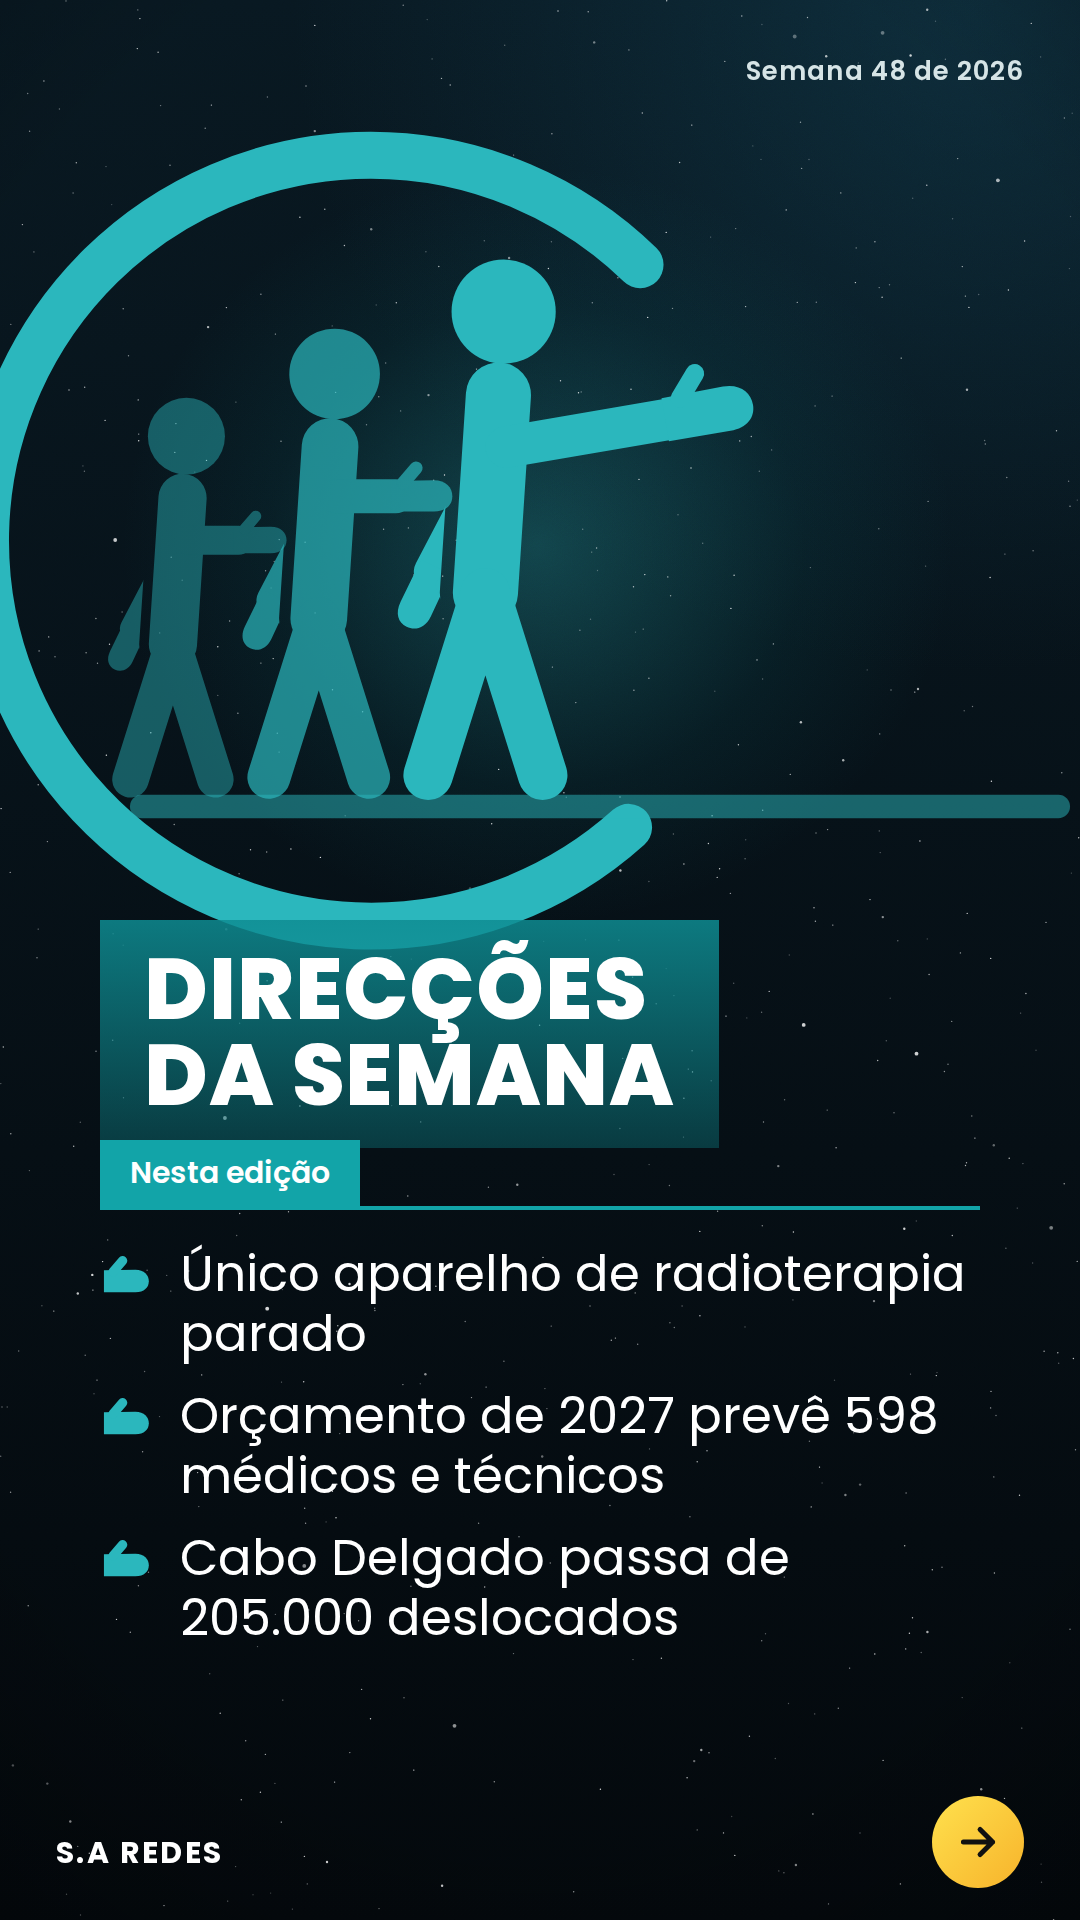 Semana 48 de 2026
DIRECÇÕES
DA SEMANA
Nesta edição
Único aparelho de radioterapia
parado
Orçamento de 2027 prevê 598
médicos e técnicos
Cabo Delgado passa de
205.000 deslocados
S.A REDES